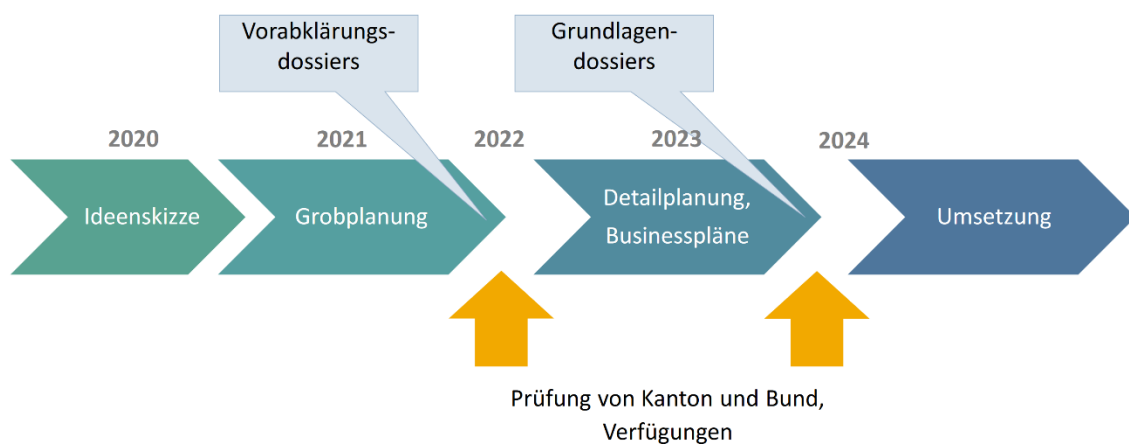 Vorabklärungs-
dossiers
Grundlagen-
dossiers
2020
2021
2022
2023
2024
Ideenskizze
Grobplanung
Detailplanung,
Businesspläne
Umsetzung
Prüfung von Kanton und Bund,
Verfügungen